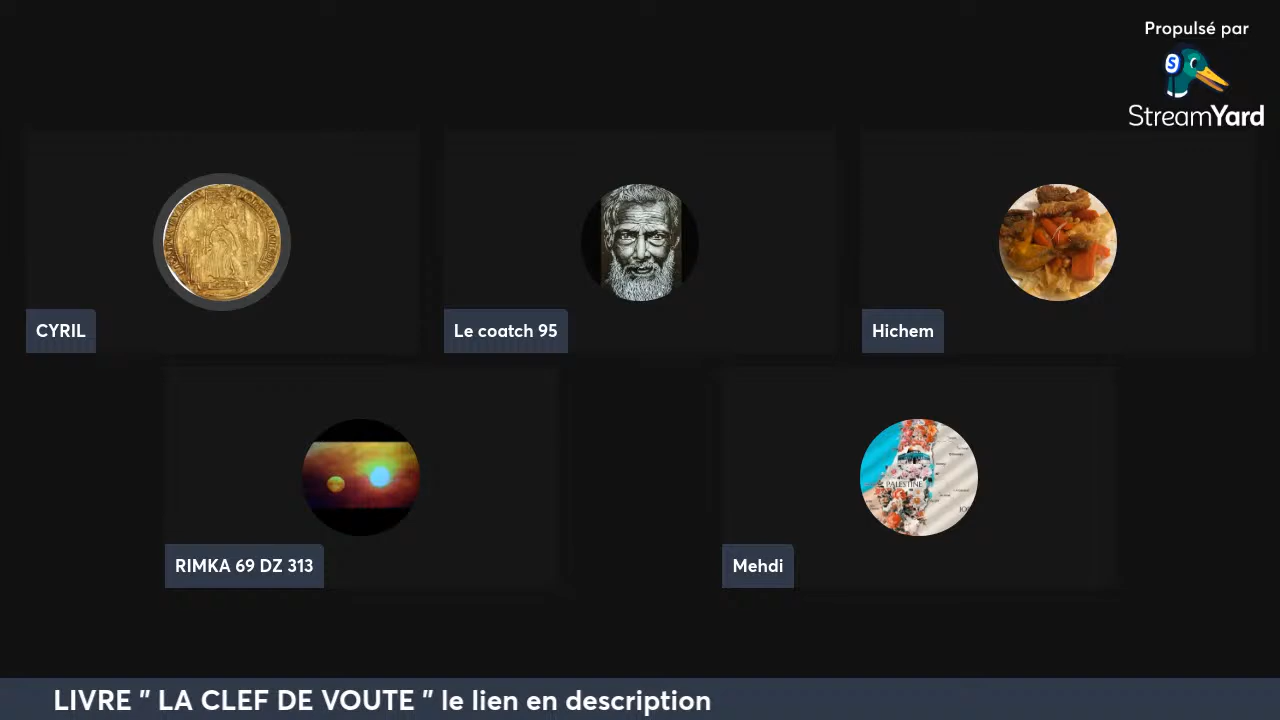 Propulsé par
StreamYard
CYRIL
Le coatch 95
Hichem
PALESTINE
RIMKA 69 DZ 313
Mehdi
LIVRE " LA CLEF DE VOUTE " le lien en description